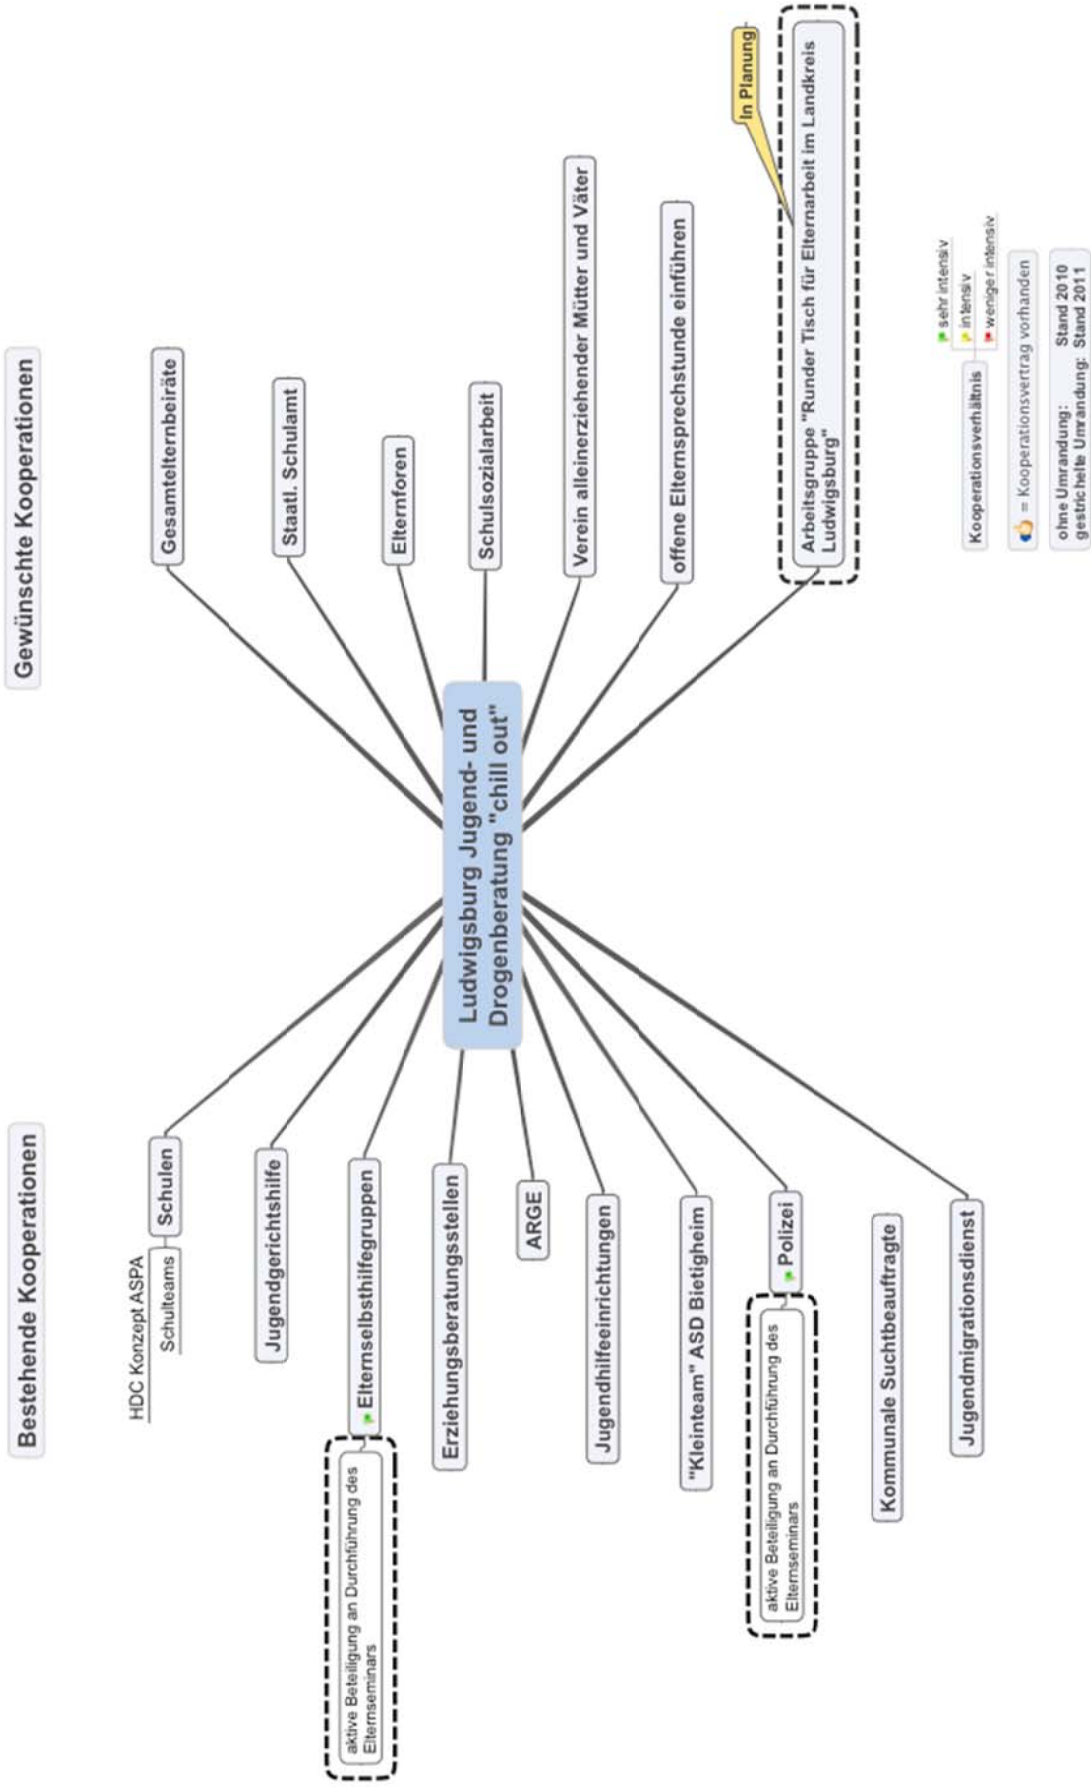 Bestehende Kooperationen
Gewünschte Kooperationen
HDC Konzept ASPA
Schulteams
Schulen
Jugendgerichtshilfe
aktive Beteiligung an Durchführung des
Elternseminars
Elternselbsthilfegruppen
Erziehungsberatungsstellen
ARGE
Jugendhilfeeinrichtungen
"Kleinteam" ASD Bietigheim
aktive Beteiligung an Durchführung des
Elternseminars
Polizei
Kommunale Suchtbeauftragte
Jugendmigrationsdienst
Ludwigsburg Jugend- und
Drogenberatung "chill out"
Gesamtelternbeiräte
Staatl. Schulamt
Elternforen
Schulsozialarbeit
Verein alleinerziehender Mütter und Väter
offene Elternsprechstunde einführen
In Planung
Arbeitsgruppe "Runder Tisch für Elternarbeit im Landkreis
Ludwigsburg"
Kooperationsverhältnis
sehr intensiv
intensiv
weniger intensiv
= Kooperationsvertrag vorhanden
ohne Umrandung: Stand 2010
gestrichelte Umrandung: Stand 2011